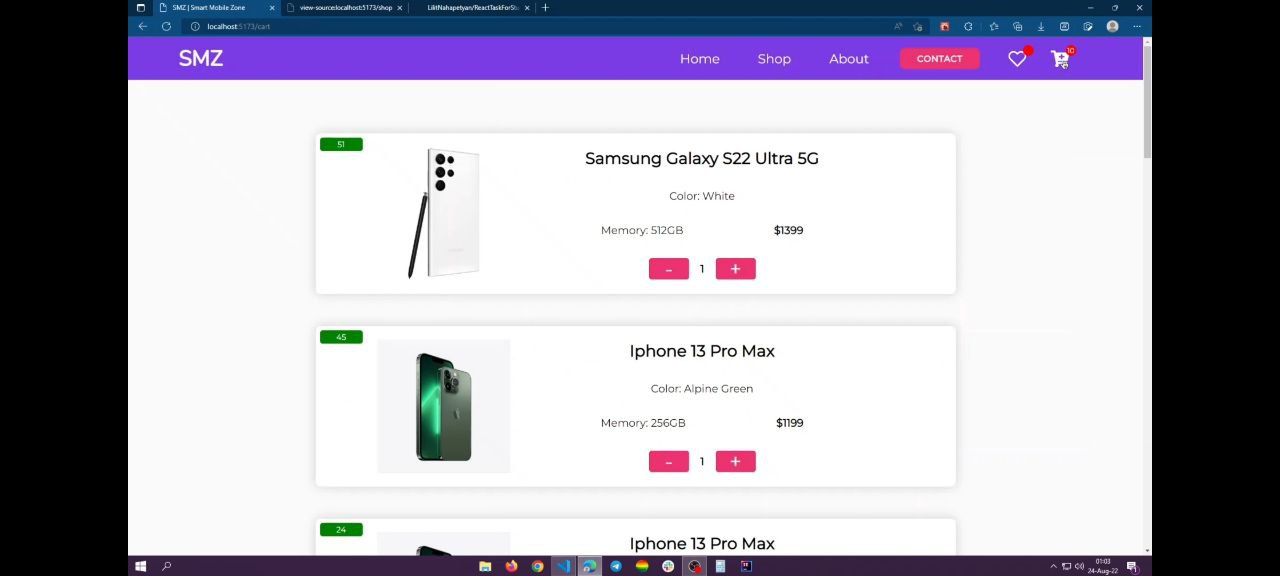 SMZ | Smart Mobile Zone
view-source:localhost:5173/shop
LilitNahapetyan/ReactTaskForSt
localhost:5173/cart
SMZ
Home
Shop
About
CONTACT
10
51
Samsung Galaxy S22 Ultra 5G
Color: White
Memory: 512GB
$1399
- 1 +
45
Iphone 13 Pro Max
Color: Alpine Green
Memory: 256GB
$1199
- 1 +
24
Iphone 13 Pro Max
01:03
24-Aug-22